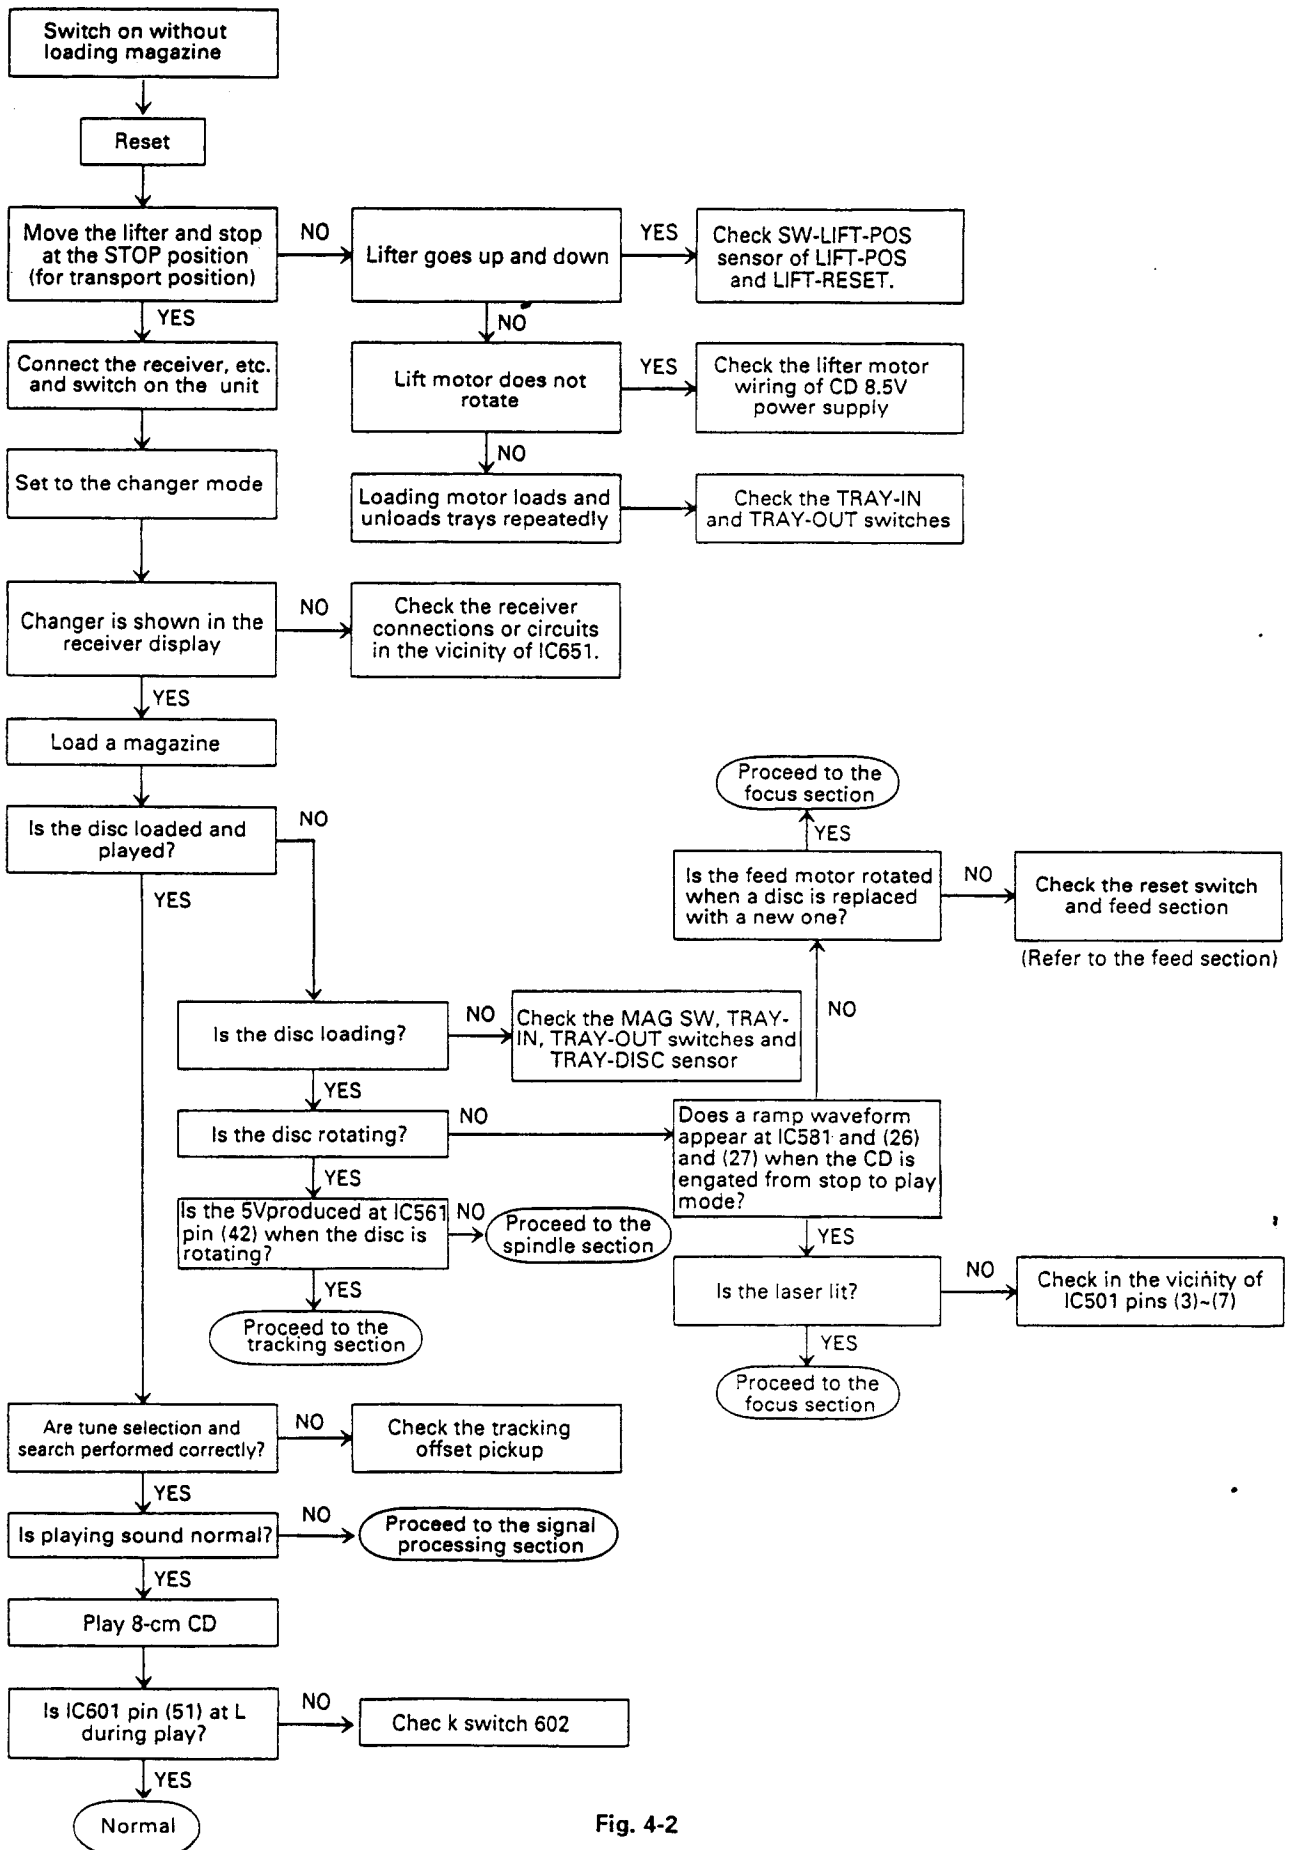 Switch on without
loading magazine
Reset
Move the lifter and stop
at the STOP position
(for transport position)
NO
Lifter goes up and down
YES
Check SW-LIFT-POS
sensor of LIFT-POS
and LIFT-RESET.
YES
NO
Connect the receiver, etc.
and switch on the unit
Lift motor does not
rotate
YES
Check the lifter motor
wiring of CD 8.5V
power supply
NO
Set to the changer mode
Loading motor loads and
unloads trays repeatedly
Check the TRAY-IN
and TRAY-OUT switches
Changer is shown in the
receiver display
NO
Check the receiver
connections or circuits
in the vicinity of IC651.
YES
Load a magazine
Is the disc loaded and
played?
NO
YES
Proceed to the
focus section
YES
Is the feed motor rotated
when a disc is replaced
with a new one?
NO
Check the reset switch
and feed section
(Refer to the feed section)
NO
Is the disc loading?
NO
Check the MAG SW, TRAY-
IN, TRAY-OUT switches and
TRAY-DISC sensor
YES
Is the disc rotating?
NO
Does a ramp waveform
appear at IC581 and (26)
and (27) when the CD is
engated from stop to play
mode?
YES
Is the 5Vproduced at IC561
pin (42) when the disc is
rotating?
NO
Proceed to the
spindle section
YES
Is the laser lit?
NO
Check in the vicinity of
IC501 pins (3)~(7)
YES
Proceed to the
tracking section
YES
Proceed to the
focus section
Are tune selection and
search performed correctly?
NO
Check the tracking
offset pickup
YES
Is playing sound normal?
NO
Proceed to the signal
processing section
YES
Play 8-cm CD
Is IC601 pin (51) at L
during play?
NO
Chec k switch 602
YES
Normal
Fig. 4-2